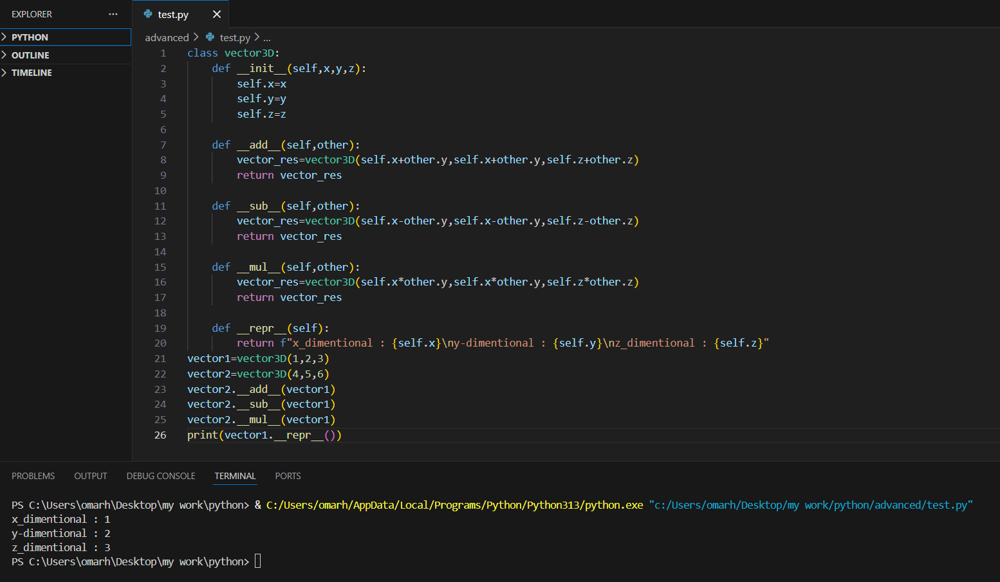 EXPLORER ···
PYTHON
OUTLINE
TIMELINE
test.py
advanced > test.py > ...
1 class vector3D:
2     def __init__(self,x,y,z):
3         self.x=x
4         self.y=y
5         self.z=z
6
7     def __add__(self,other):
8         vector_res=vector3D(self.x+other.y,self.x+other.y,self.z+other.z)
9         return vector_res
10
11     def __sub__(self,other):
12         vector_res=vector3D(self.x-other.y,self.x-other.y,self.z-other.z)
13         return vector_res
14
15     def __mul__(self,other):
16         vector_res=vector3D(self.x*other.y,self.x*other.y,self.z*other.z)
17         return vector_res
18
19     def __repr__(self):
20         return f"x_dimentional : {self.x}\ny-dimentional : {self.y}\nz_dimentional : {self.z}"
21 vector1=vector3D(1,2,3)
22 vector2=vector3D(4,5,6)
23 vector2.__add__(vector1)
24 vector2.__sub__(vector1)
25 vector2.__mul__(vector1)
26 print(vector1.__repr__())
PROBLEMS OUTPUT DEBUG CONSOLE TERMINAL PORTS
PS C:\Users\omarh\Desktop\my work\python> & C:/Users/omarh/AppData/Local/Programs/Python/Python313/python.exe "c:/Users/omarh/Desktop/my work/python/advanced/test.py"
x_dimentional : 1
y-dimentional : 2
z_dimentional : 3
PS C:\Users\omarh\Desktop\my work\python>